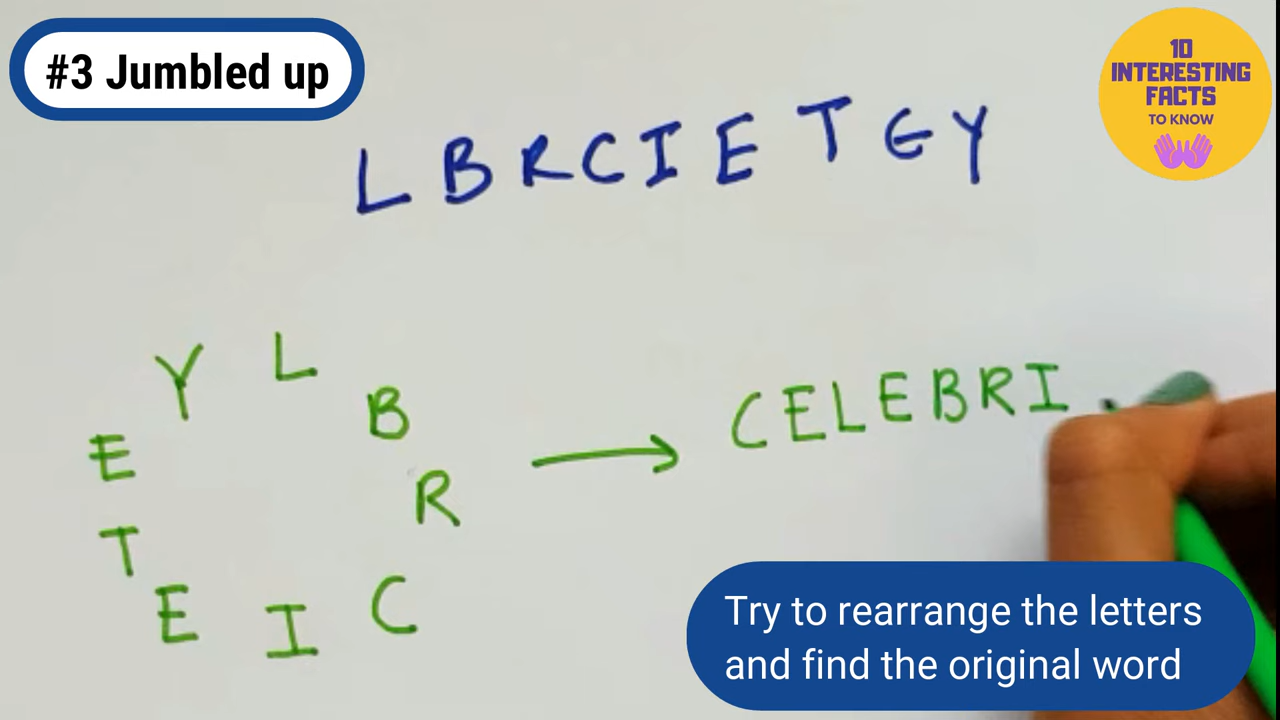 #3 Jumbled up
10
INTERESTING
FACTS
TO KNOW
L B R C I E T E Y
Y L
B
E
R
T
E I C
→ CELEBRI
Try to rearrange the letters
and find the original word